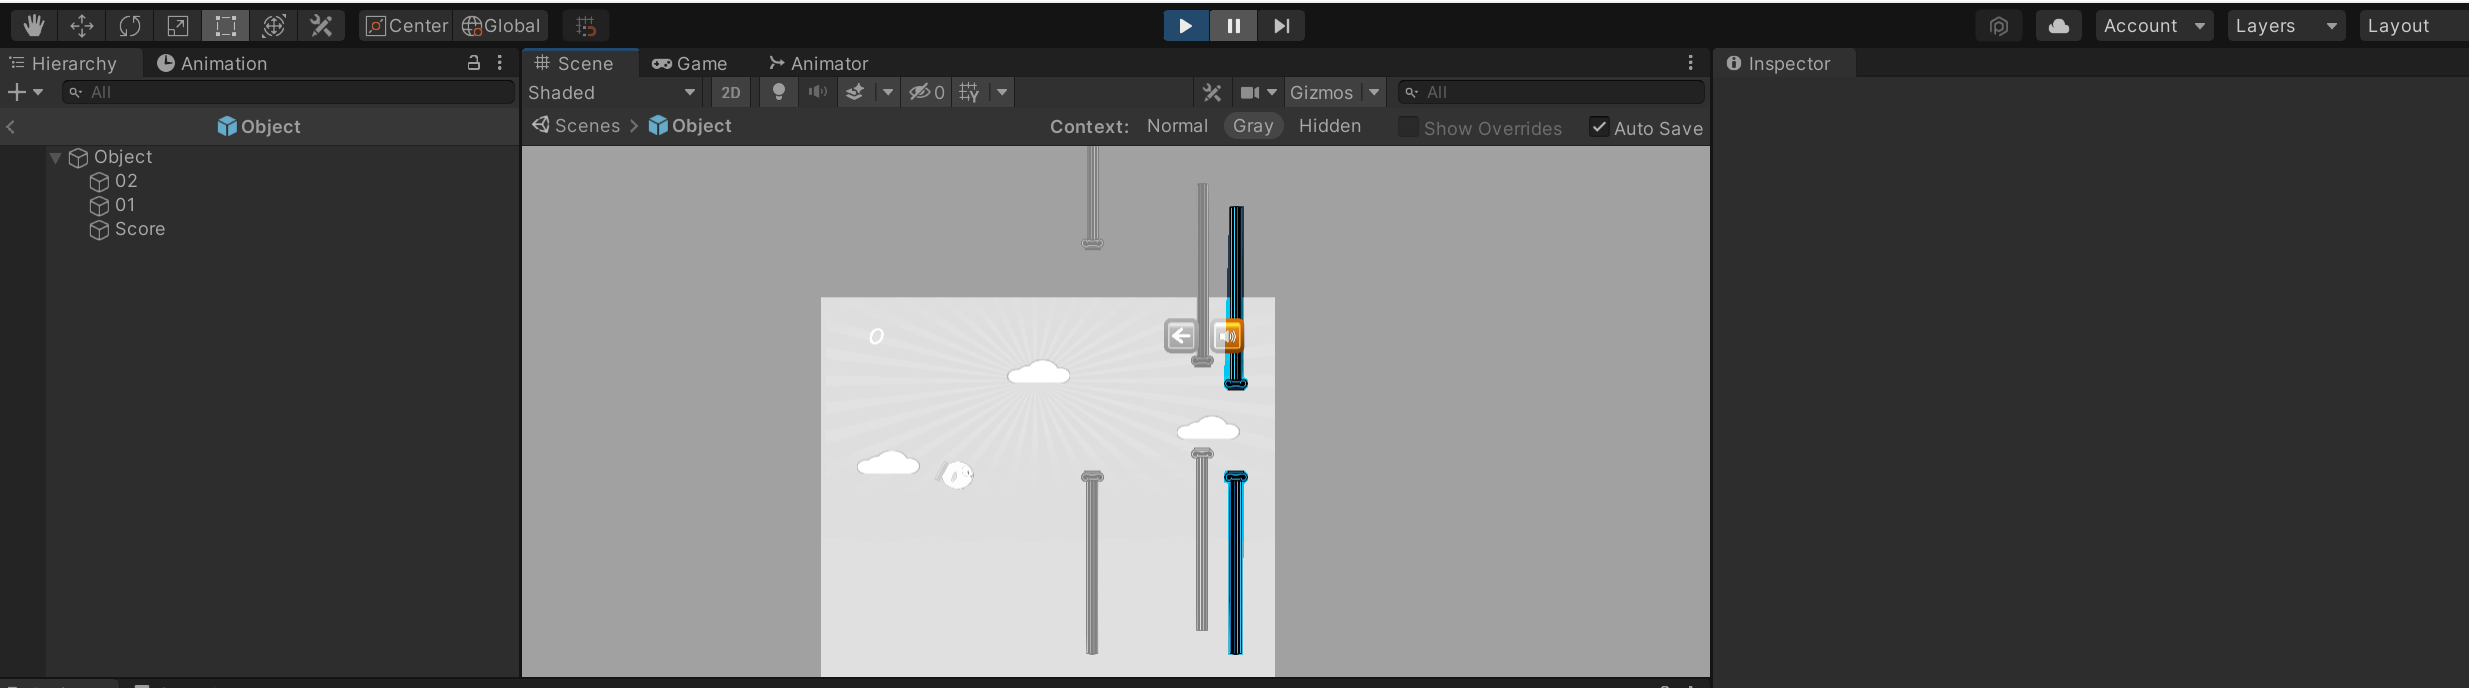 Center Global
Account Layers Layout
Hierarchy Animation
Scene Game Animator
Inspector
All
Shaded 2D 0 Gizmos All
Object
Scenes Object Context: Normal Gray Hidden Show Overrides Auto Save
Object
02
01
Score
0